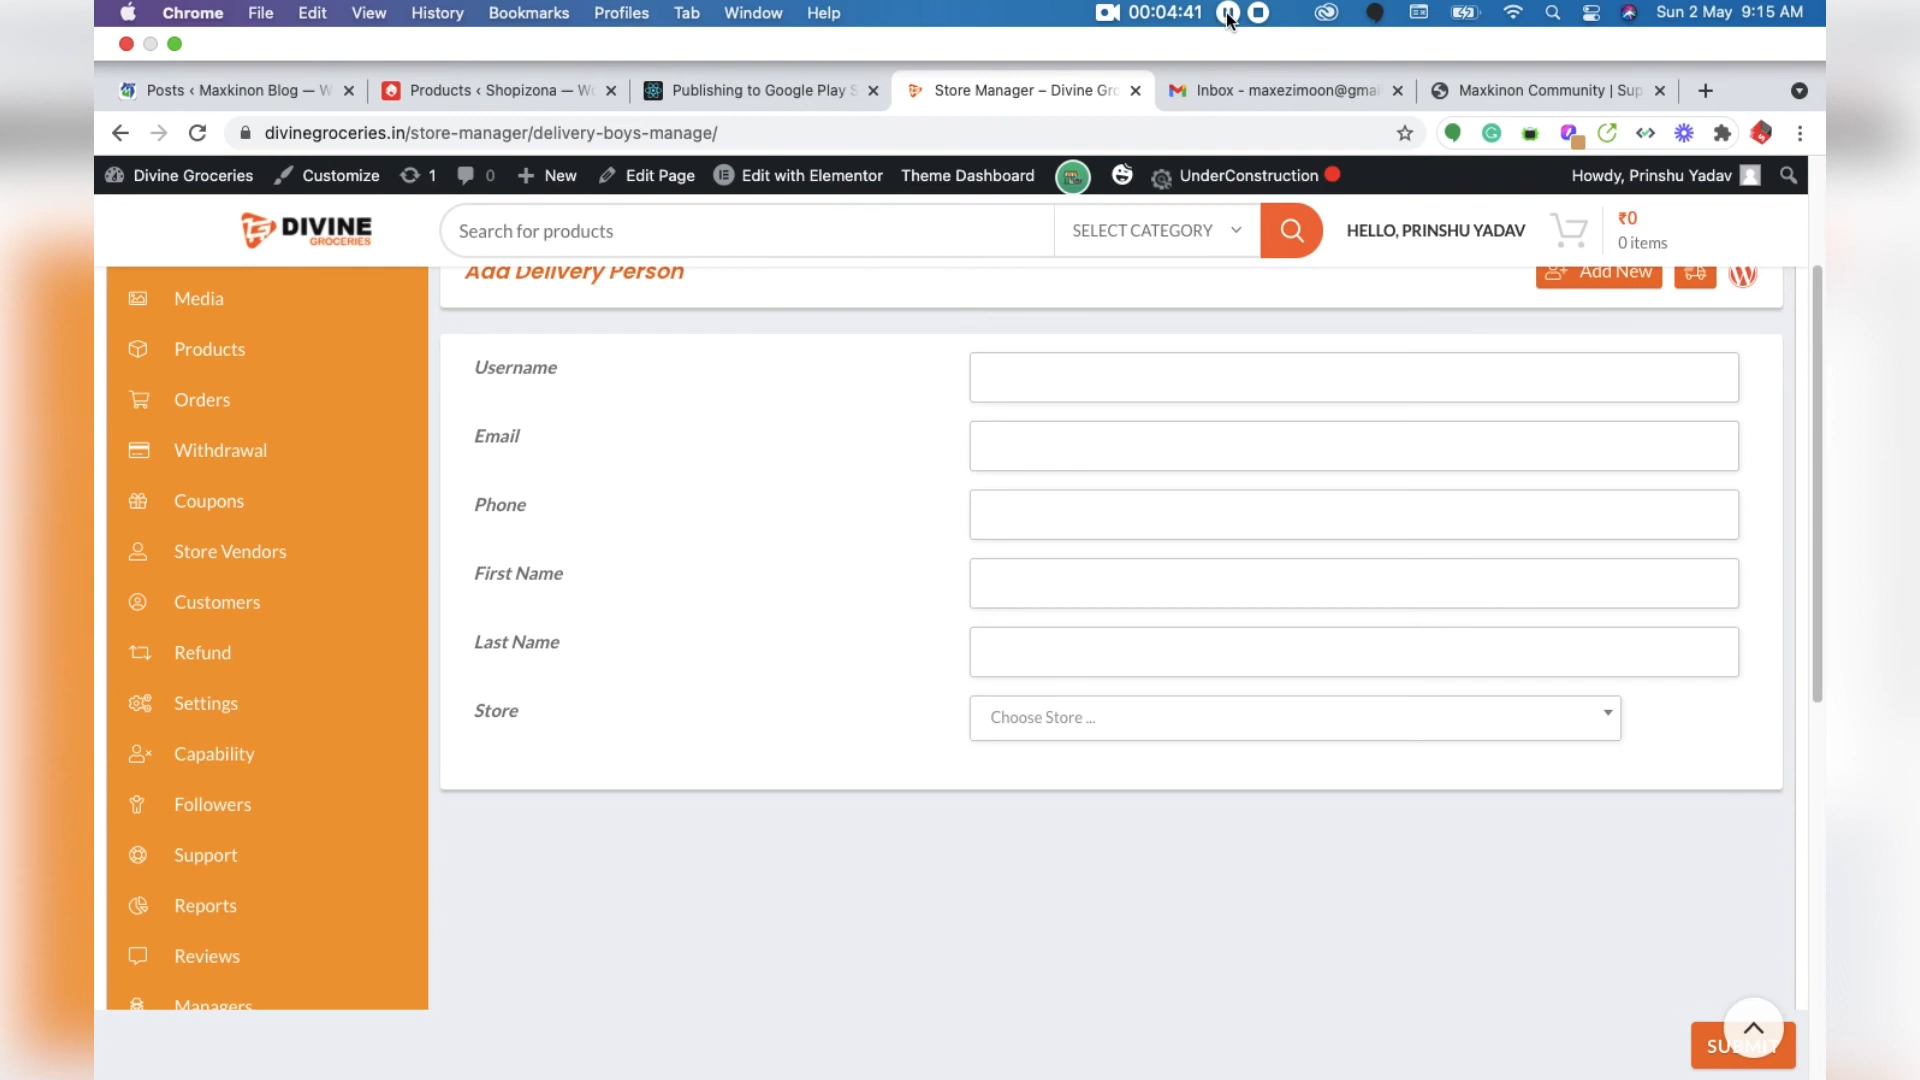 Chrome File Edit View History Bookmarks Profiles Tab Window Help 00:04:41 Sun 2 May 9:15 AM
Posts ‹ Maxkinon Blog — W Products ‹ Shopizona — Wo Publishing to Google Play S Store Manager – Divine Gro Inbox - maxezimoon@gmai Maxkinon Community | Sup
divinegroceries.in/store-manager/delivery-boys-manage/
Divine Groceries Customize 1 0 New Edit Page Edit with Elementor Theme Dashboard UnderConstruction Howdy, Prinshu Yadav
DIVINE
GROCERIES
Search for products
SELECT CATEGORY
HELLO, PRINSHU YADAV
₹0
0 items
Add Delivery Person
Add New
Media
Products
Orders
Withdrawal
Coupons
Store Vendors
Customers
Refund
Settings
Capability
Followers
Support
Reports
Reviews
Managers
Username
Email
Phone
First Name
Last Name
Store
Choose Store ...
SUBMIT